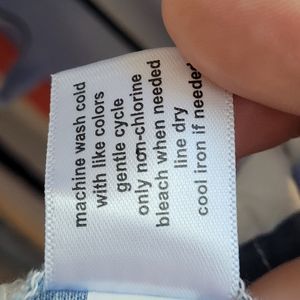 machine wash cold
with like colors
gentle cycle
only non-chlorine
bleach when needed
line dry
cool iron if needed